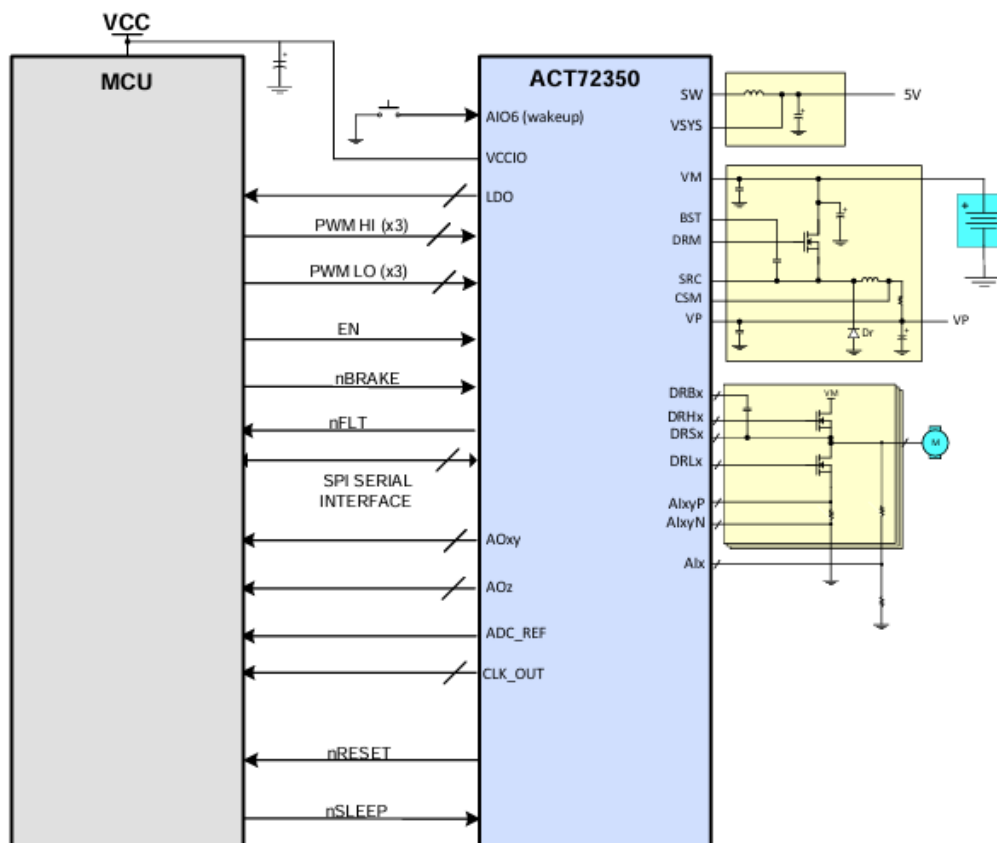 VCC
MCU
ACT72350
AIO6 (wakeup)
VCCIO
LDO
PWM HI (x3)
PWM LO (x3)
EN
nBRAKE
nFLT
SPI SERIAL
INTERFACE
AOxy
AOz
ADC_REF
CLK_OUT
nRESET
nSLEEP
SW
5V
VSYS
VM
BST
DRM
SRC
CSM
VP
Dr
VP
DRBx
VM
DRHx
DRSx
M
DRLx
AIxyP
AIxyN
AIx